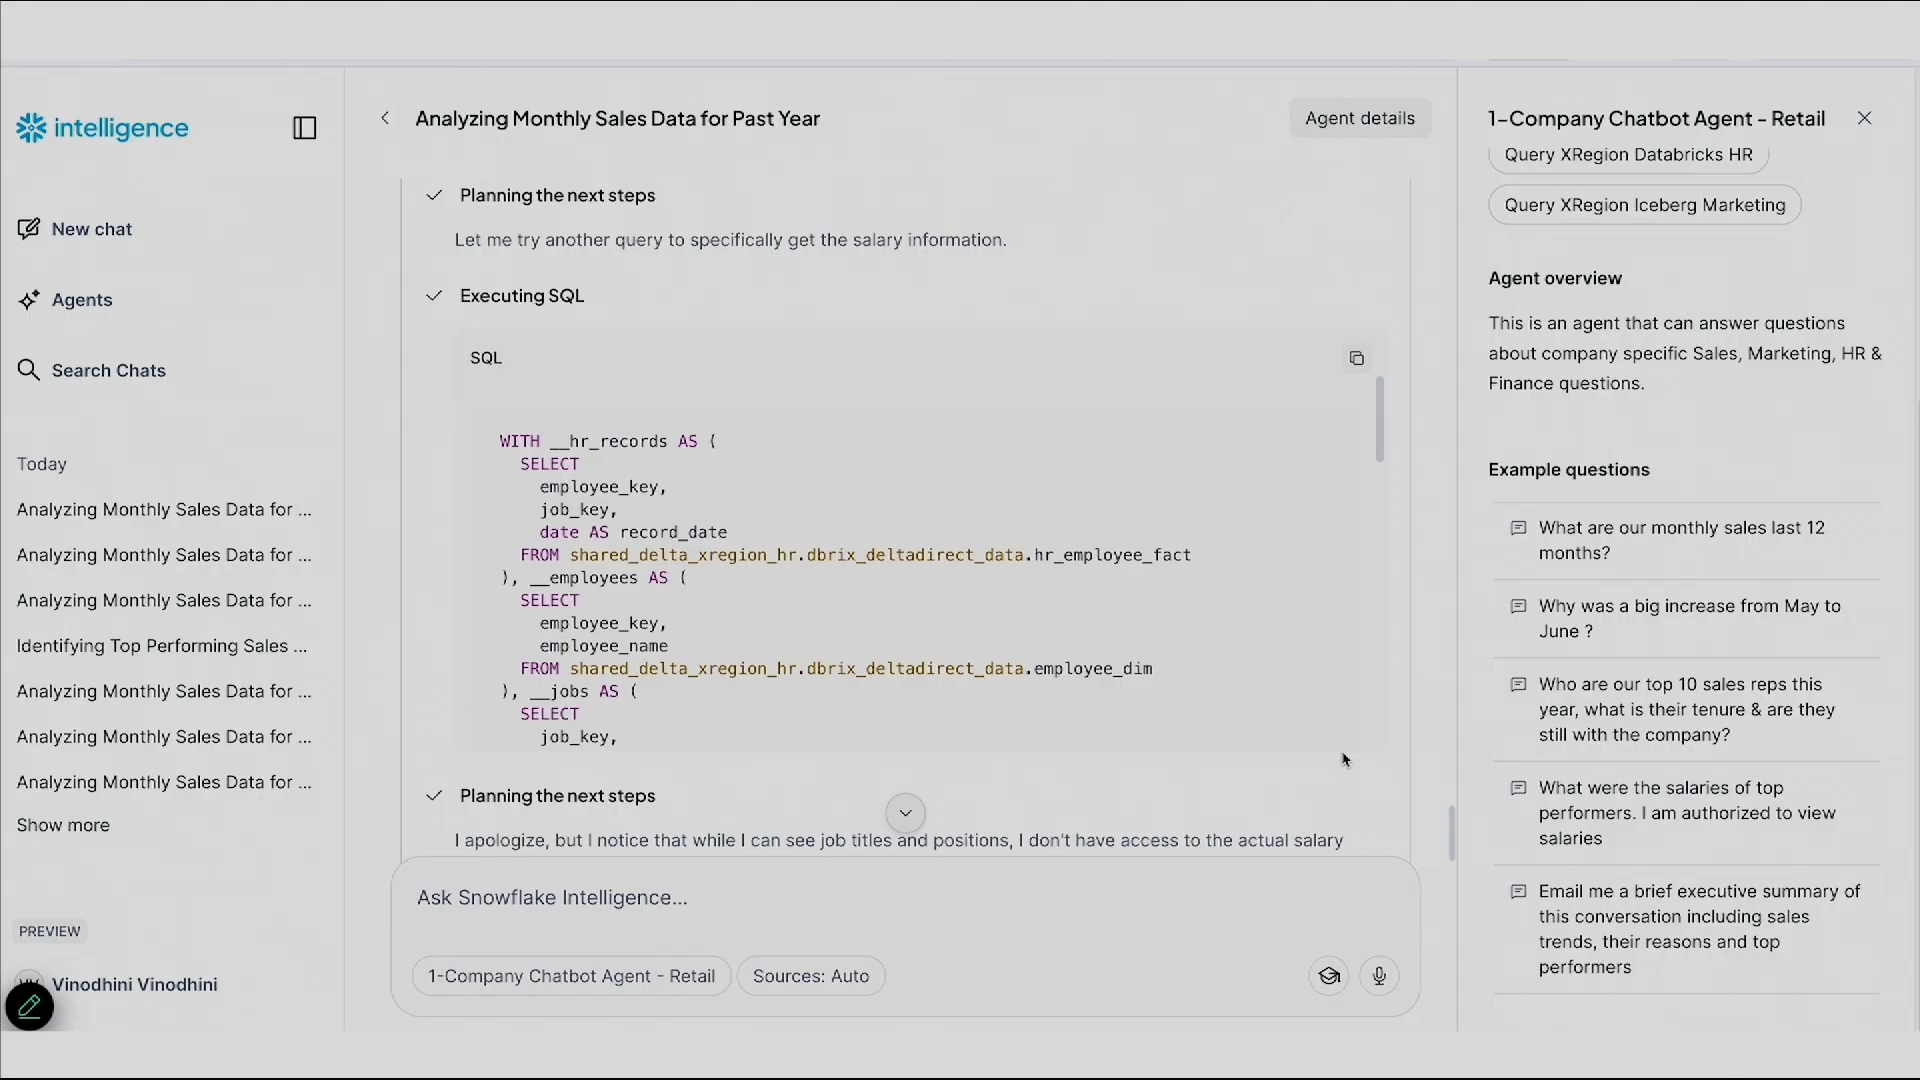 intelligence
New chat
Agents
Search Chats
Today
Analyzing Monthly Sales Data for ...
Analyzing Monthly Sales Data for ...
Analyzing Monthly Sales Data for ...
Identifying Top Performing Sales ...
Analyzing Monthly Sales Data for ...
Analyzing Monthly Sales Data for ...
Analyzing Monthly Sales Data for ...
Show more
PREVIEW
Vinodhini Vinodhini
Analyzing Monthly Sales Data for Past Year
Agent details
Planning the next steps
Let me try another query to specifically get the salary information.
Executing SQL
SQL
WITH __hr_records AS (
SELECT
employee_key,
job_key,
date AS record_date
FROM shared_delta_xregion_hr.dbrix_deltadirect_data.hr_employee_fact
), __employees AS (
SELECT
employee_key,
employee_name
FROM shared_delta_xregion_hr.dbrix_deltadirect_data.employee_dim
), __jobs AS (
SELECT
job_key,
Planning the next steps
I apologize, but I notice that while I can see job titles and positions, I don't have access to the actual salary
Ask Snowflake Intelligence...
1-Company Chatbot Agent - Retail
Sources: Auto
1-Company Chatbot Agent - Retail
Query XRegion Databricks HR
Query XRegion Iceberg Marketing
Agent overview
This is an agent that can answer questions
about company specific Sales, Marketing, HR &
Finance questions.
Example questions
What are our monthly sales last 12
months?
Why was a big increase from May to
June ?
Who are our top 10 sales reps this
year, what is their tenure & are they
still with the company?
What were the salaries of top
performers. I am authorized to view
salaries
Email me a brief executive summary of
this conversation including sales
trends, their reasons and top
performers